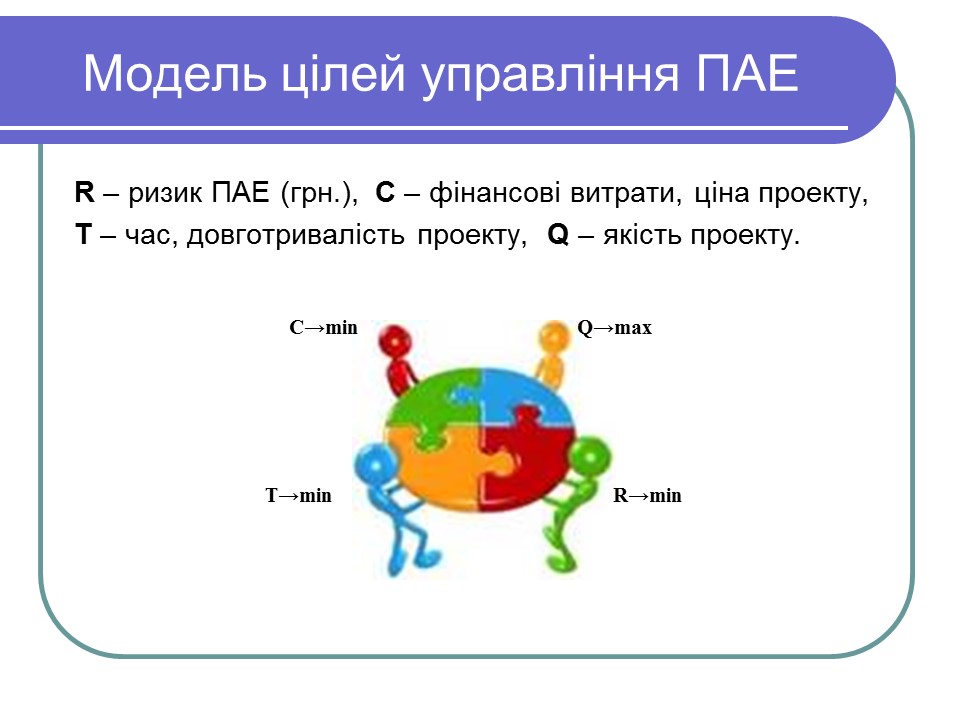 Модель цілей управління ПАЕ
R – ризик ПАЕ (грн.), C – фінансові витрати, ціна проекту,
T – час, довготривалість проекту, Q – якість проекту.
C→min Q→max
T→min R→min